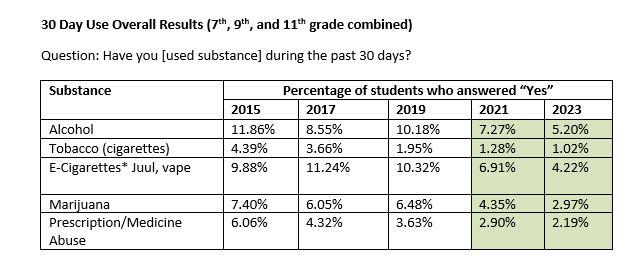 30 Day Use Overall Results (7th, 9th, and 11th grade combined)
Question: Have you [used substance] during the past 30 days?
Substance Percentage of students who answered “Yes”
2015 2017 2019 2021 2023
Alcohol 11.86% 8.55% 10.18% 7.27% 5.20%
Tobacco (cigarettes) 4.39% 3.66% 1.95% 1.28% 1.02%
E-Cigarettes* Juul, vape 9.88% 11.24% 10.32% 6.91% 4.22%
Marijuana 7.40% 6.05% 6.48% 4.35% 2.97%
Prescription/Medicine 6.06% 4.32% 3.63% 2.90% 2.19%
Abuse